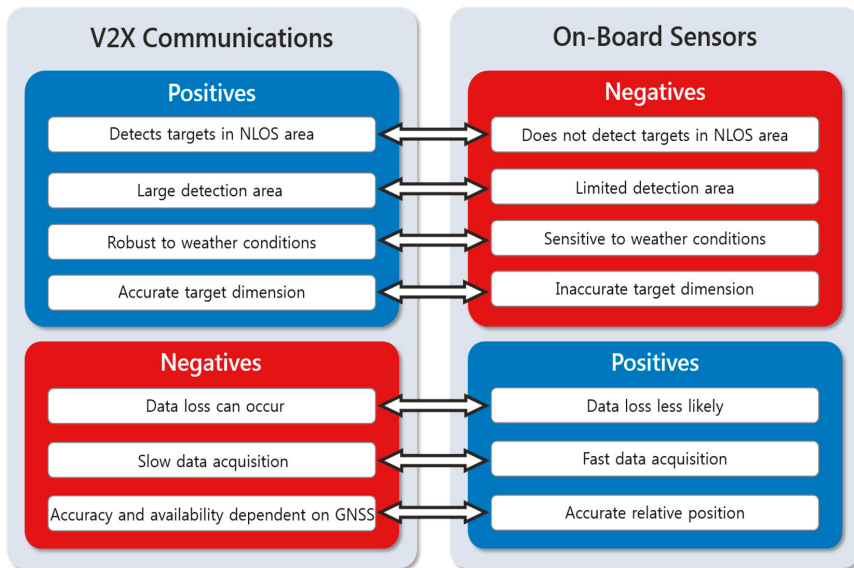 V2X Communications
Positives
Detects targets in NLOS area
Large detection area
Robust to weather conditions
Accurate target dimension
Negatives
Data loss can occur
Slow data acquisition
Accuracy and availability dependent on GNSS
On-Board Sensors
Negatives
Does not detect targets in NLOS area
Limited detection area
Sensitive to weather conditions
Inaccurate target dimension
Positives
Data loss less likely
Fast data acquisition
Accurate relative position